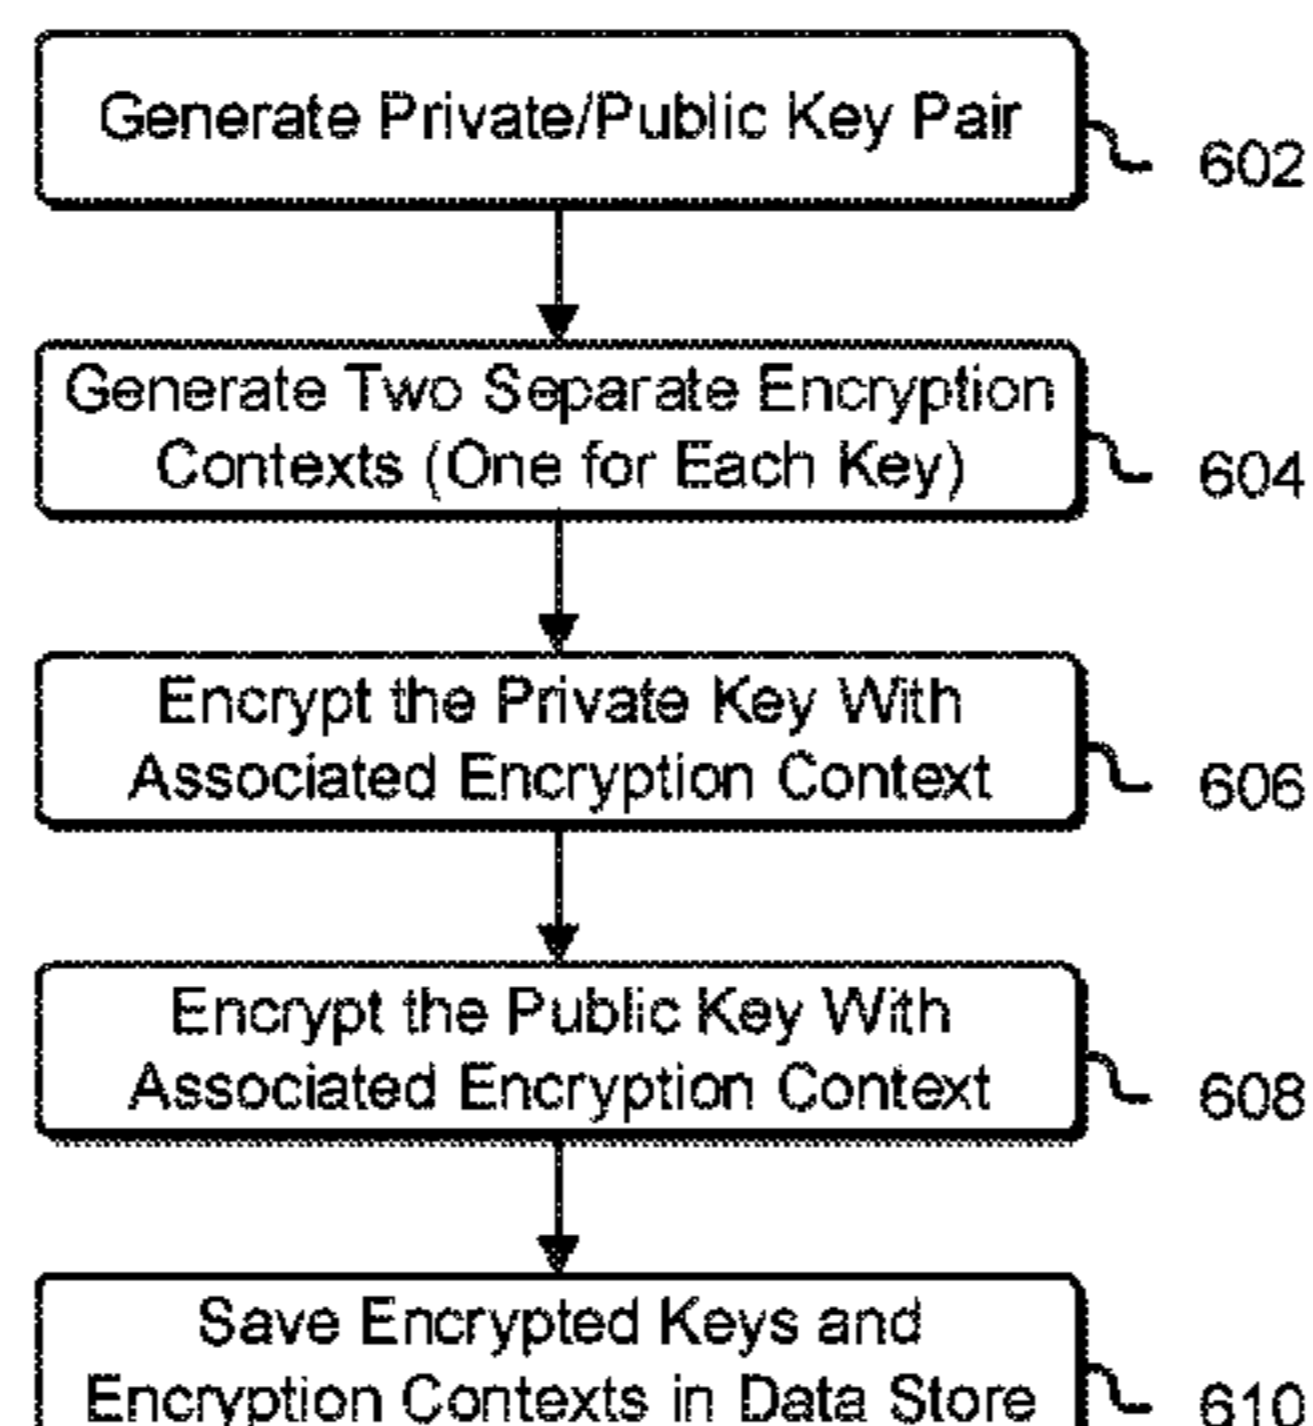 Generate Private/Public Key Pair
602
Generate Two Separate Encryption
Contexts (One for Each Key)
604
Encrypt the Private Key With
Associated Encryption Context
606
Encrypt the Public Key With
Associated Encryption Context
608
Save Encrypted Keys and
Encryption Contexts in Data Store
610